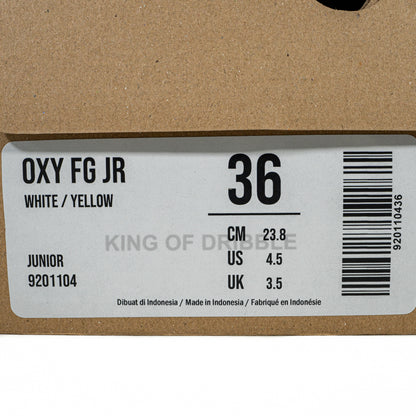 OXY FG JR
WHITE / YELLOW
36
KING OF DRIBBLE
CM 23.8
US 4.5
UK 3.5
JUNIOR
9201104
920110436
Dibuat di Indonesia / Made in Indonesia / Fabriqué en Indonésie